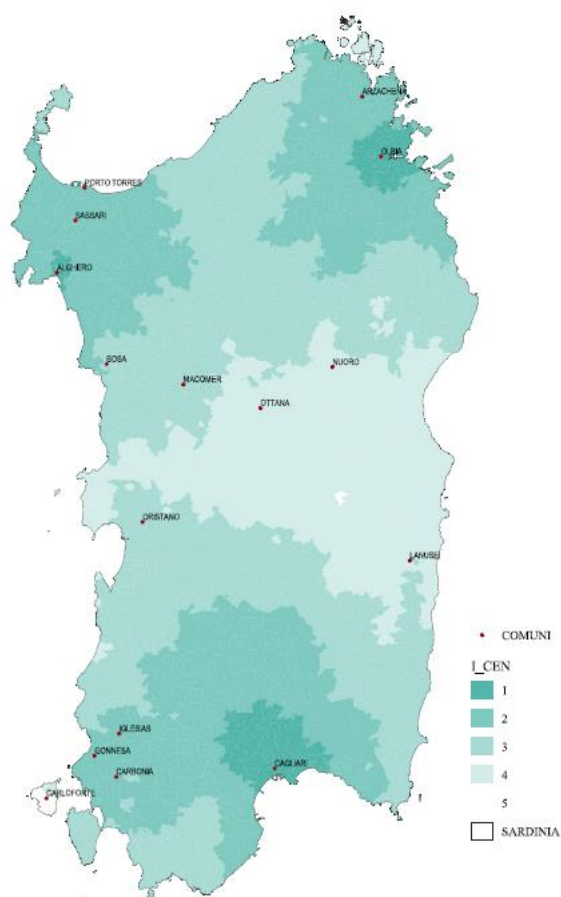 ARZACHENA
OLBIA
PORTO TORRES
SASSARI
ALGHERO
BOSA
NUORO
MACOMER
OTTANA
ORISTANO
LANUSEI
COMUNI
I_CEN
1
2
3
4
5
SARDINIA
IGLESIAS
GONNESA
CARBONIA
CAGLIARI
CARLOFORTE